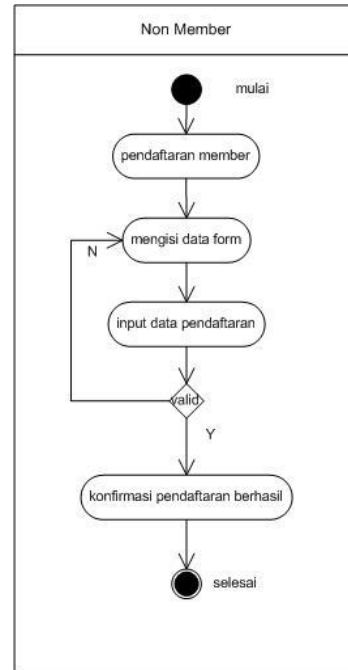 Non Member
mulai
pendaftaran member
mengisi data form
N
input data pendaftaran
valid
Y
konfirmasi pendaftaran berhasil
selesai